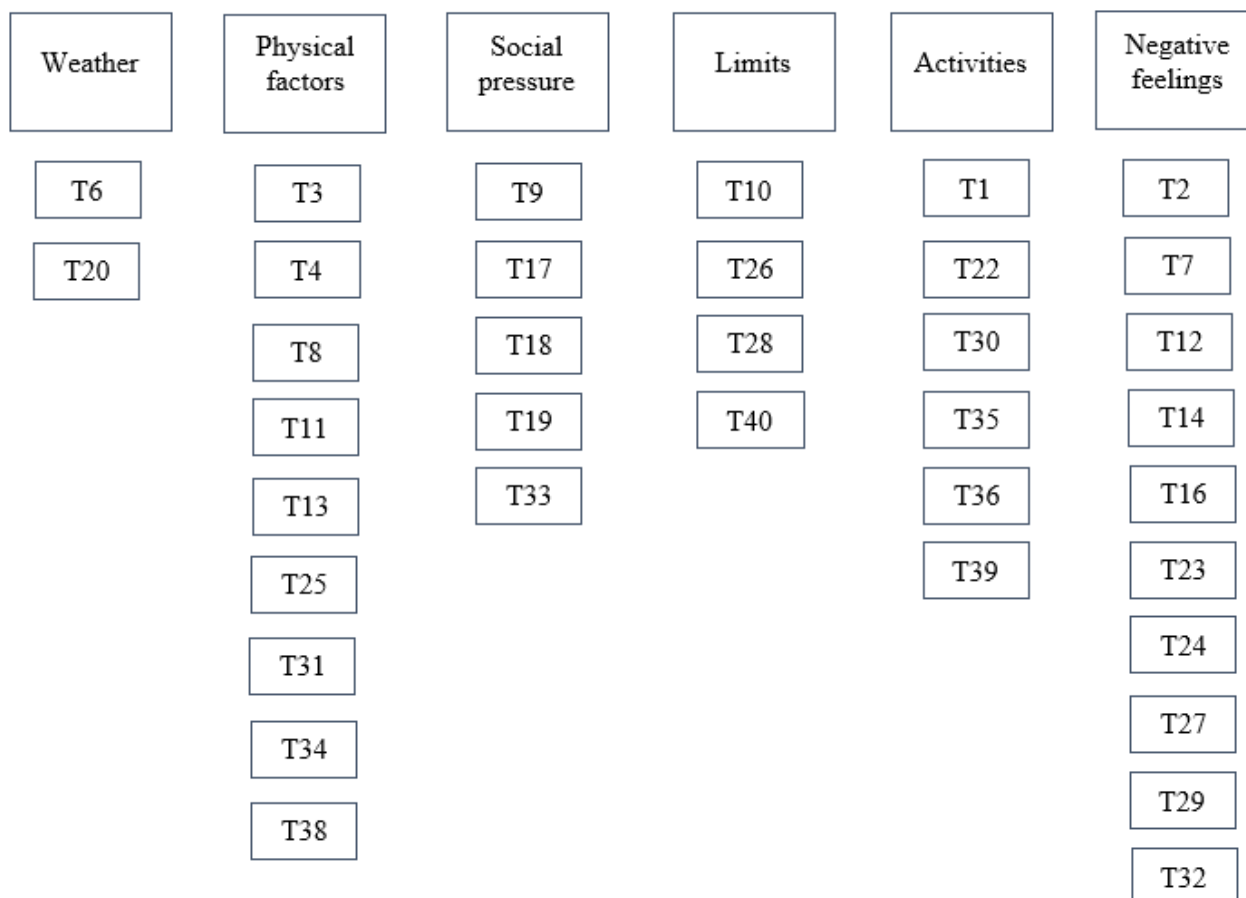 Weather
Physical
factors
Social
pressure
Limits
Activities
Negative
feelings
T6
T3
T9
T10
T1
T2
T20
T4
T17
T26
T22
T7
T8
T18
T28
T30
T12
T11
T19
T40
T35
T14
T13
T33
T36
T16
T25
T39
T23
T31
T24
T34
T27
T38
T29
T32